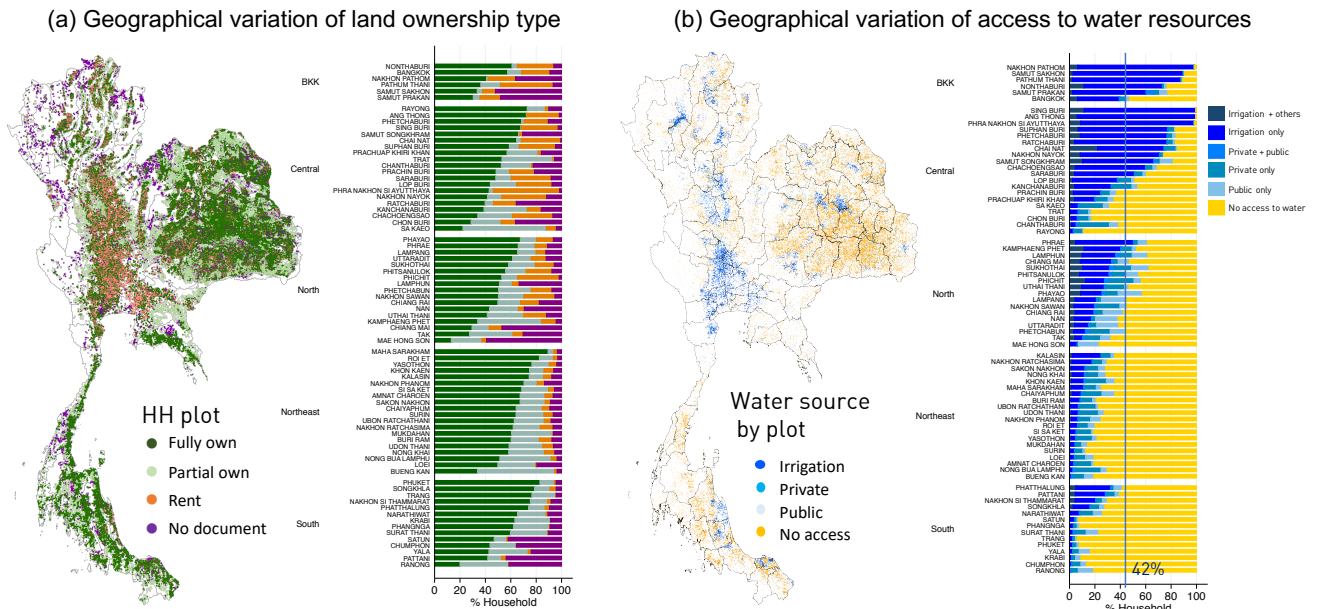 (a) Geographical variation of land ownership type
HH plot
Fully own
Partial own
Rent
No document
BKK
NONTHABURI
BANGKOK
NAKHON PATHOM
PATHUM THANI
SAMUT SAKHON
SAMUT PRAKAN
Central
RAYONG
ANG THONG
PHETCHABURI
SING BURI
SAMUT SONGKHRAM
CHAI NAT
SUPHAN BURI
PRACHUAP KHIRI KHAN
TRAT
CHANTHABURI
PRACHIN BURI
SARABURI
LOP BURI
PHRA NAKHON SI AYUTTHAYA
NAKHON NAYOK
RATCHABURI
KANCHANABURI
CHACHOENGSAO
CHON BURI
SA KAEO
North
PHAYAO
PHRAE
LAMPANG
UTTARADIT
SUKHOTHAI
PHITSANULOK
PHICHIT
LAMPHUN
PHETCHABUN
NAKHON SAWAN
CHIANG RAI
NAN
UTHAI THANI
KAMPHAENG PHET
CHIANG MAI
TAK
MAE HONG SON
Northeast
MAHA SARAKHAM
ROI ET
YASOTHON
KHON KAEN
KALASIN
NAKHON PHANOM
SI SA KET
AMNAT CHAROEN
SAKON NAKHON
CHAIYAPHUM
SURIN
UBON RATCHATHANI
NAKHON RATCHASIMA
MUKDAHAN
BURI RAM
UDON THANI
NONG KHAI
NONG BUA LAMPHU
LOEI
BUENG KAN
South
PHUKET
SONGKHLA
TRANG
NAKHON SI THAMMARAT
PHATTHALUNG
NARATHIWAT
KRABI
PHANGNGA
SURAT THANI
SATUN
CHUMPHON
YALA
PATTANI
RANONG
0 20 40 60 80 100
% Household
(b) Geographical variation of access to water resources
Water source
by plot
Irrigation
Private
Public
No access
BKK
NAKHON PATHOM
SAMUT SAKHON
PATHUM THANI
NONTHABURI
SAMUT PRAKAN
BANGKOK
Central
SING BURI
ANG THONG
PHRA NAKHON SI AYUTTHAYA
SUPHAN BURI
PHETCHABURI
RATCHABURI
CHAI NAT
NAKHON NAYOK
SAMUT SONGKHRAM
CHACHOENGSAO
SARABURI
LOP BURI
KANCHANABURI
PRACHIN BURI
PRACHUAP KHIRI KHAN
SA KAEO
TRAT
CHON BURI
CHANTHABURI
RAYONG
North
PHRAE
KAMPHAENG PHET
LAMPHUN
CHIANG MAI
SUKHOTHAI
PHITSANULOK
PHICHIT
UTHAI THANI
PHAYAO
LAMPANG
NAKHON SAWAN
CHIANG RAI
NAN
UTTARADIT
PHETCHABUN
TAK
MAE HONG SON
Northeast
KALASIN
NAKHON RATCHASIMA
SAKON NAKHON
NONG KHAI
KHON KAEN
MAHA SARAKHAM
CHAIYAPHUM
BURI RAM
UBON RATCHATHANI
UDON THANI
NAKHON PHANOM
ROI ET
SI SA KET
YASOTHON
MUKDAHAN
SURIN
LOEI
AMNAT CHAROEN
NONG BUA LAMPHU
BUENG KAN
South
PHATTHALUNG
PATTANI
NAKHON SI THAMMARAT
SONGKHLA
NARATHIWAT
SATUN
PHANGNGA
SURAT THANI
TRANG
PHUKET
YALA
KRABI
CHUMPHON
RANONG
42%
0 20 40 60 80 100
% Household
Irrigation + others
Irrigation only
Private + public
Private only
Public only
No access to water